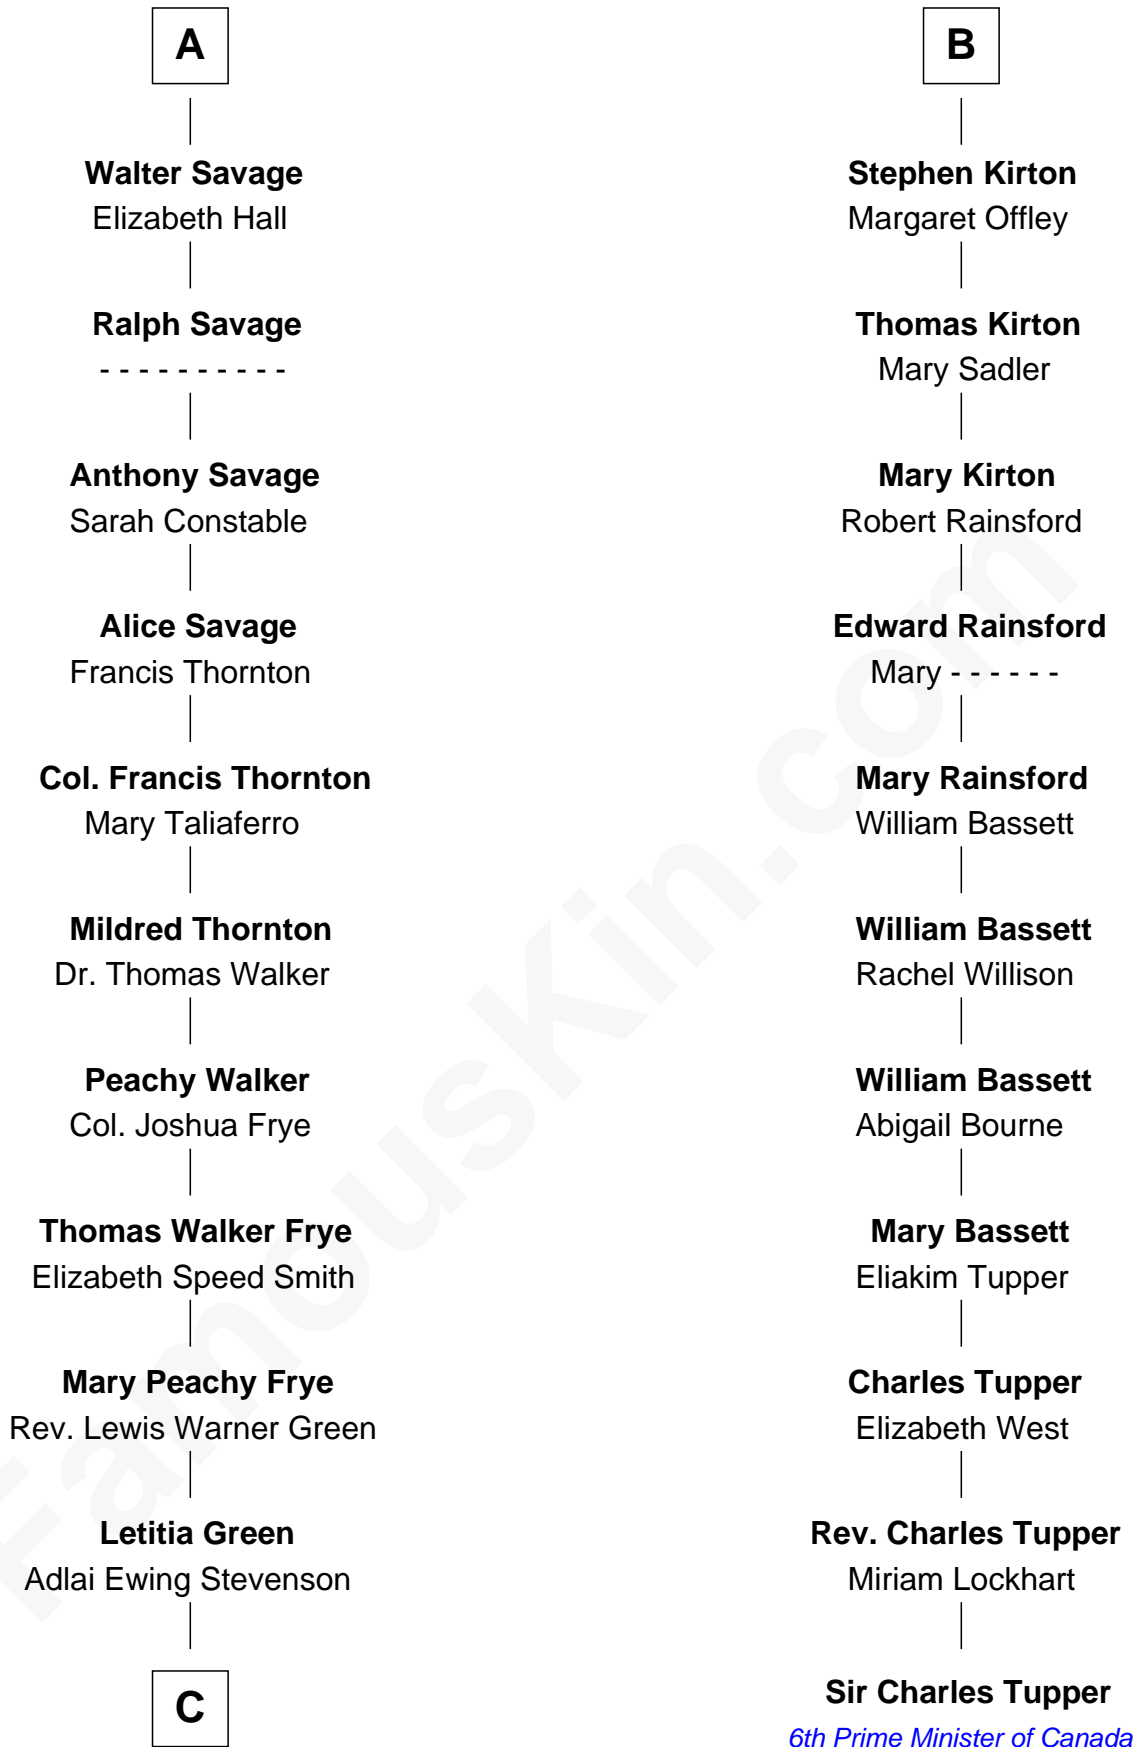 A
Walter Savage
Elizabeth Hall
Ralph Savage
- - - - - - - - - -
Anthony Savage
Sarah Constable
Alice Savage
Francis Thornton
Col. Francis Thornton
Mary Taliaferro
Mildred Thornton
Dr. Thomas Walker
Peachy Walker
Col. Joshua Frye
Thomas Walker Frye
Elizabeth Speed Smith
Mary Peachy Frye
Rev. Lewis Warner Green
Letitia Green
Adlai Ewing Stevenson
C
B
Stephen Kirton
Margaret Offley
Thomas Kirton
Mary Sadler
Mary Kirton
Robert Rainsford
Edward Rainsford
Mary - - - - - -
Mary Rainsford
William Bassett
William Bassett
Rachel Willison
William Bassett
Abigail Bourne
Mary Bassett
Eliakim Tupper
Charles Tupper
Elizabeth West
Rev. Charles Tupper
Miriam Lockhart
Sir Charles Tupper
6th Prime Minister of Canada
FamousKin.com